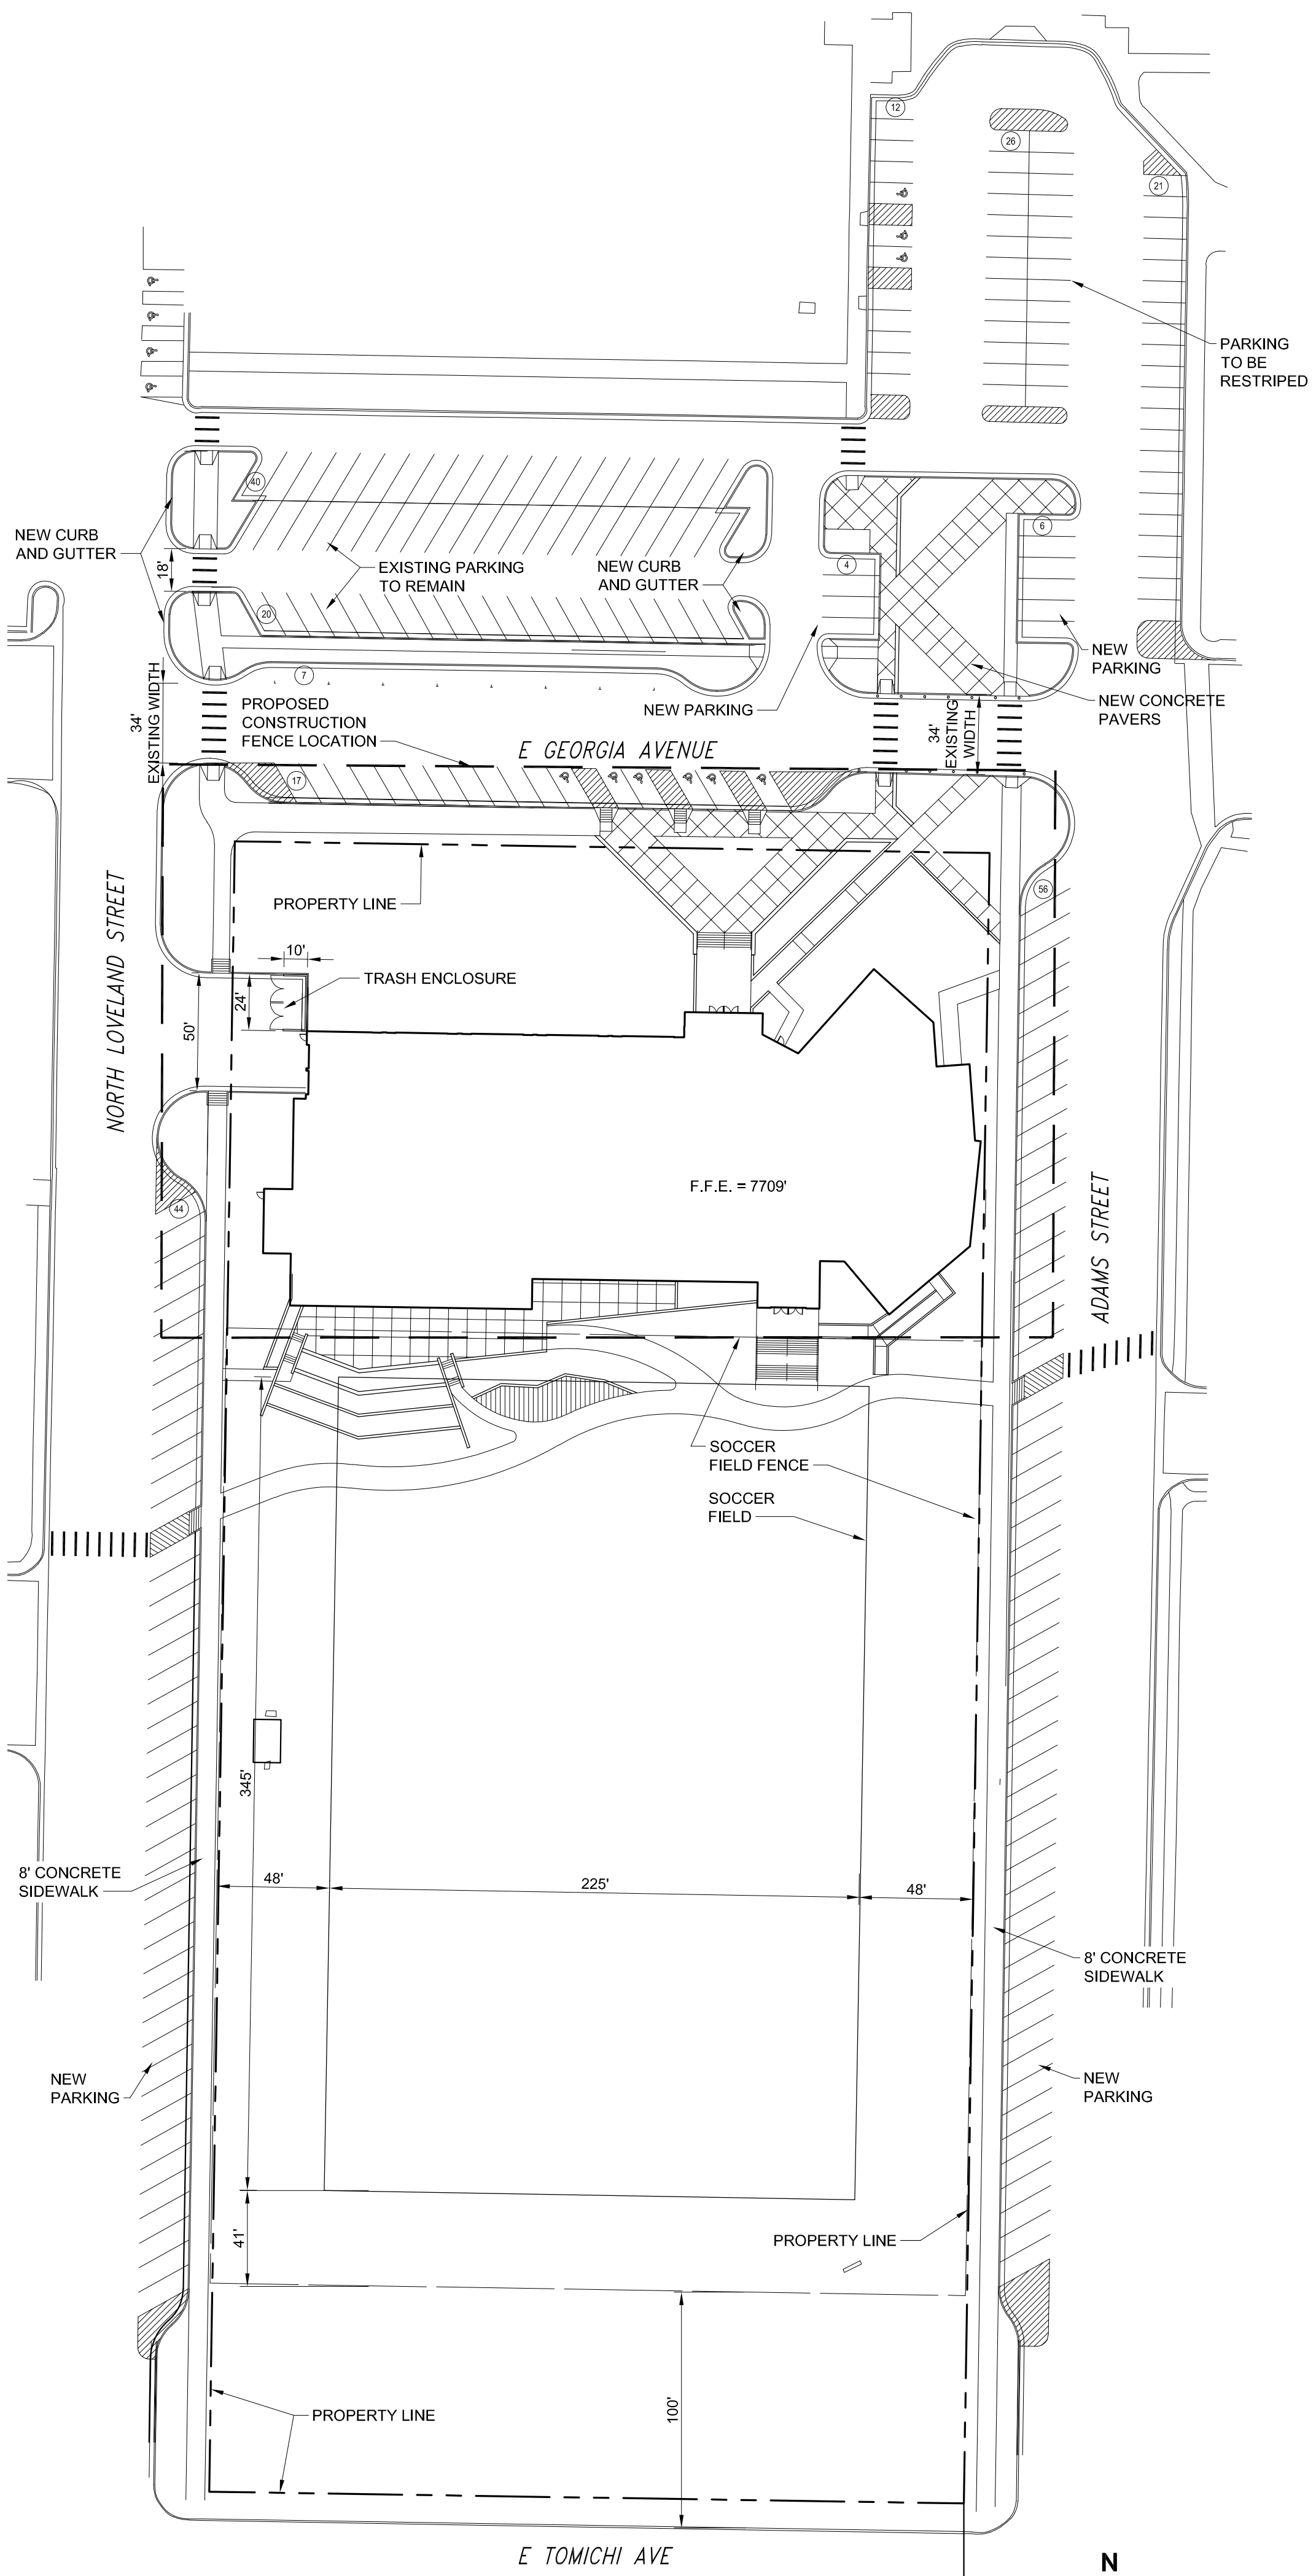 12
26
21
PARKING
TO BE
RESTRIPED
40
6
NEW CURB
AND GUTTER
18'
EXISTING PARKING
TO REMAIN
NEW CURB
AND GUTTER
4
20
7
NEW
PARKING
34'
EXISTING WIDTH
PROPOSED
CONSTRUCTION
FENCE LOCATION
NEW PARKING
NEW CONCRETE
PAVERS
34'
EXISTING
WIDTH
E GEORGIA AVENUE
17
56
PROPERTY LINE
NORTH LOVELAND STREET
10'
TRASH ENCLOSURE
24'
50'
F.F.E. = 7709'
44
ADAMS STREET
SOCCER
FIELD FENCE
SOCCER
FIELD
345'
8' CONCRETE
SIDEWALK
48'
225'
48'
8' CONCRETE
SIDEWALK
NEW
PARKING
NEW
PARKING
41'
PROPERTY LINE
100'
PROPERTY LINE
E TOMICHI AVE
N